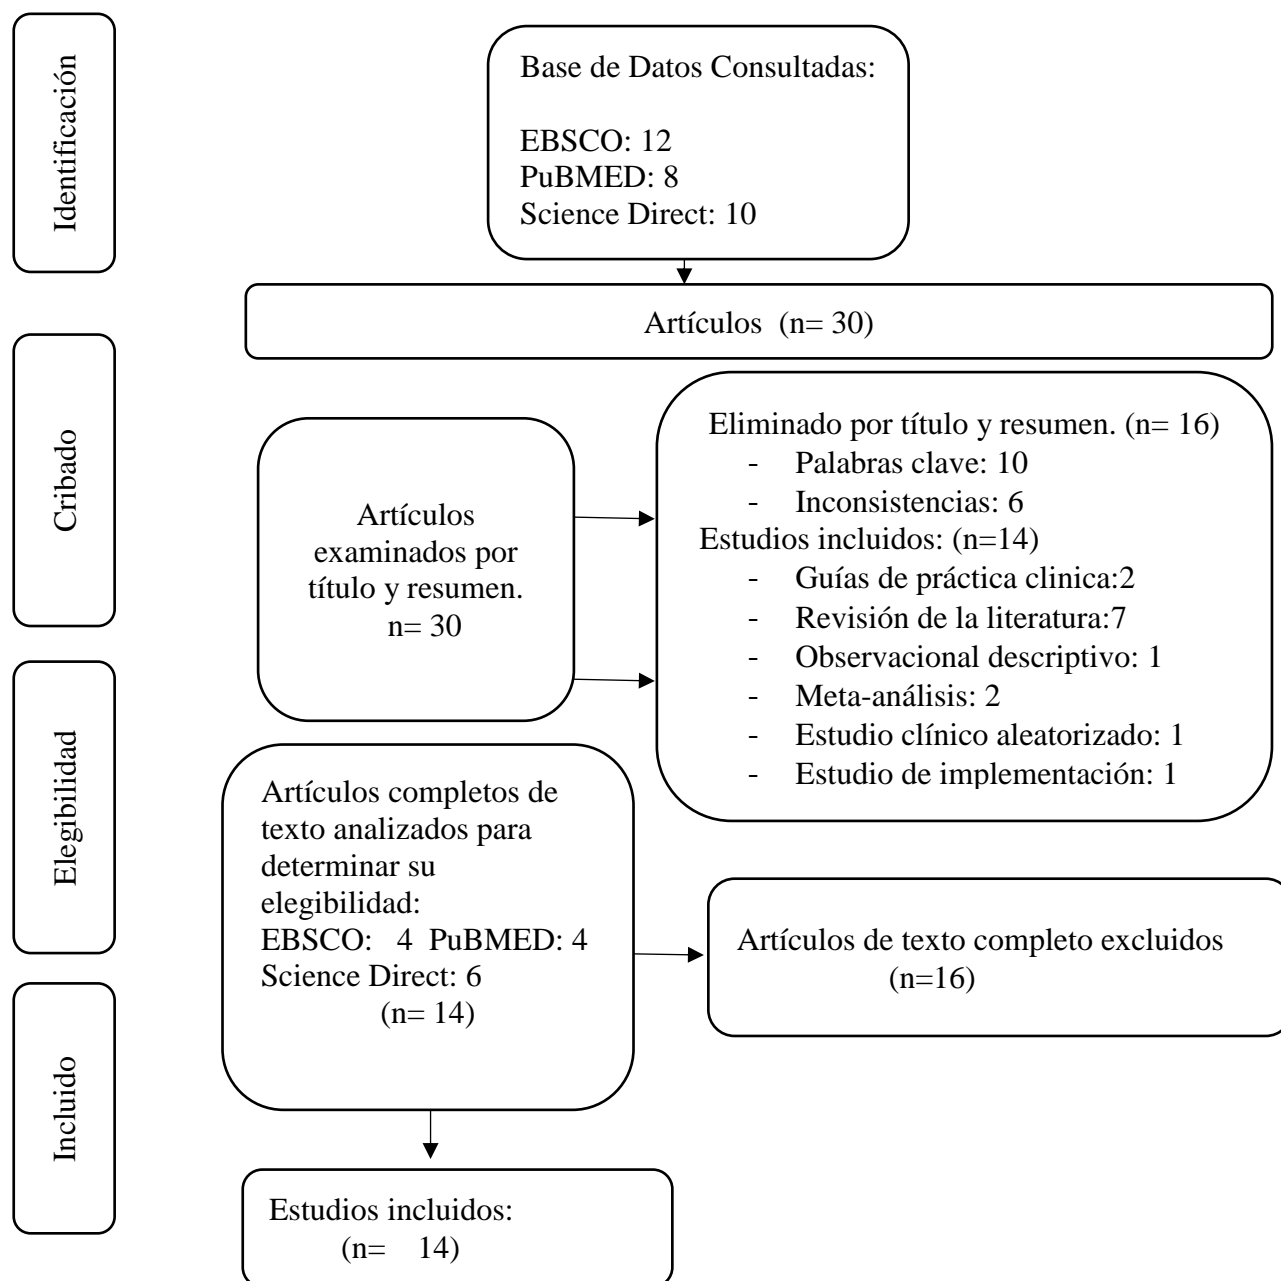 Identificación
Base de Datos Consultadas:
EBSCO: 12
PuBMED: 8
Science Direct: 10
Artículos (n= 30)
Cribado
Artículos
examinados por
título y resumen.
n= 30
Eliminado por título y resumen. (n= 16)
- Palabras clave: 10
- Inconsistencias: 6
Estudios incluidos: (n=14)
- Guías de práctica clinica:2
- Revisión de la literatura:7
- Observacional descriptivo: 1
- Meta-análisis: 2
- Estudio clínico aleatorizado: 1
- Estudio de implementación: 1
Elegibilidad
Artículos completos de
texto analizados para
determinar su
elegibilidad:
EBSCO: 4 PuBMED: 4
Science Direct: 6
(n= 14)
Artículos de texto completo excluidos
(n=16)
Incluido
Estudios incluidos:
(n= 14)